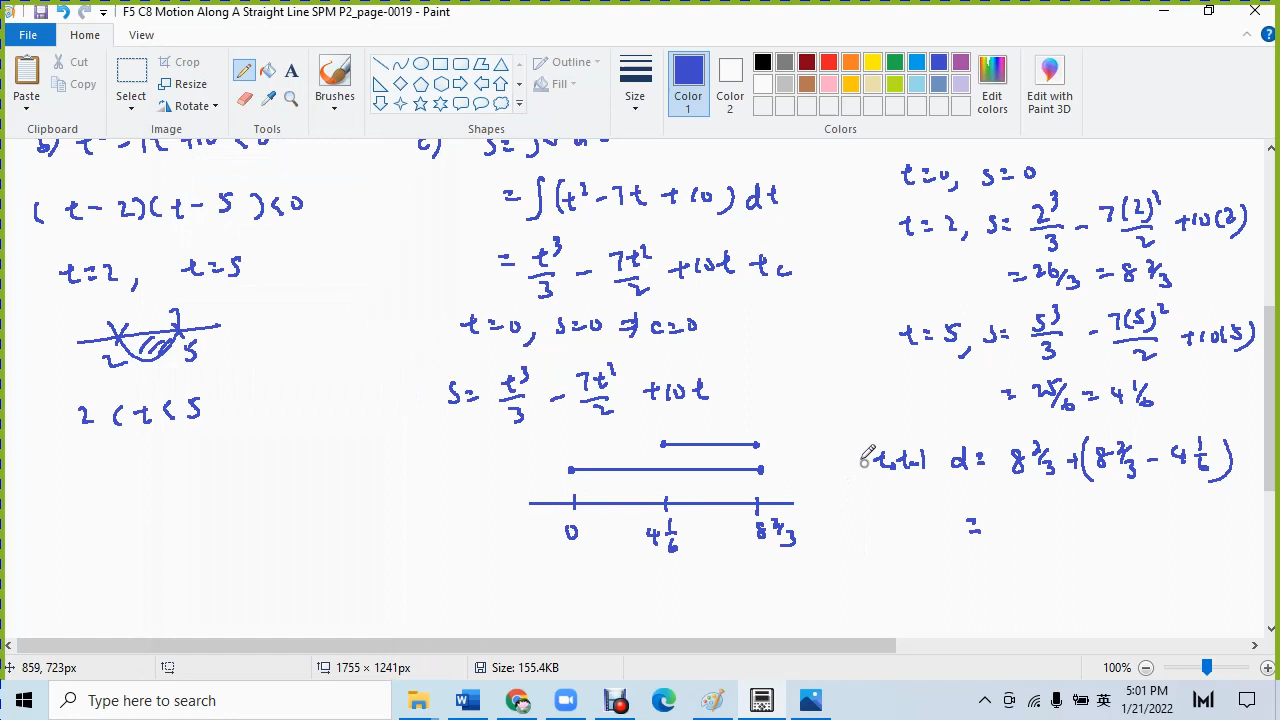 F5 C8 Motion Along A Straight Line SPM P2_page-0019 - Paint
File Home View
Paste Cut Copy
Select Crop Resize Rotate
Brushes
Outline Fill
Size Color 1 Color 2 Edit colors Edit with Paint 3D
Clipboard Image Tools Shapes Colors
(t-2)(t-5)<0
t=2, t=5
2 5
2<t<5
c) s=
=∫(t²-7t+10)dt
=t³/3 - 7t²/2 +10t +c
t=0, s=0 ⇒ c=0
s= t³/3 - 7t²/2 +10t
0 4 1/6 8 2/3
t=0, s=0
t=2, s= 2³/3 - 7(2)²/2 +10(2)
=26/3 = 8 2/3
t=5, s= 5³/3 - 7(5)²/2 +10(5)
=25/6 = 4 1/6
total d= 8 2/3 +(8 2/3 - 4 1/6)
=
859, 723px 1755 × 1241px Size: 155.4KB 100%
Type here to search
英 5:01 PM
1/21/2022